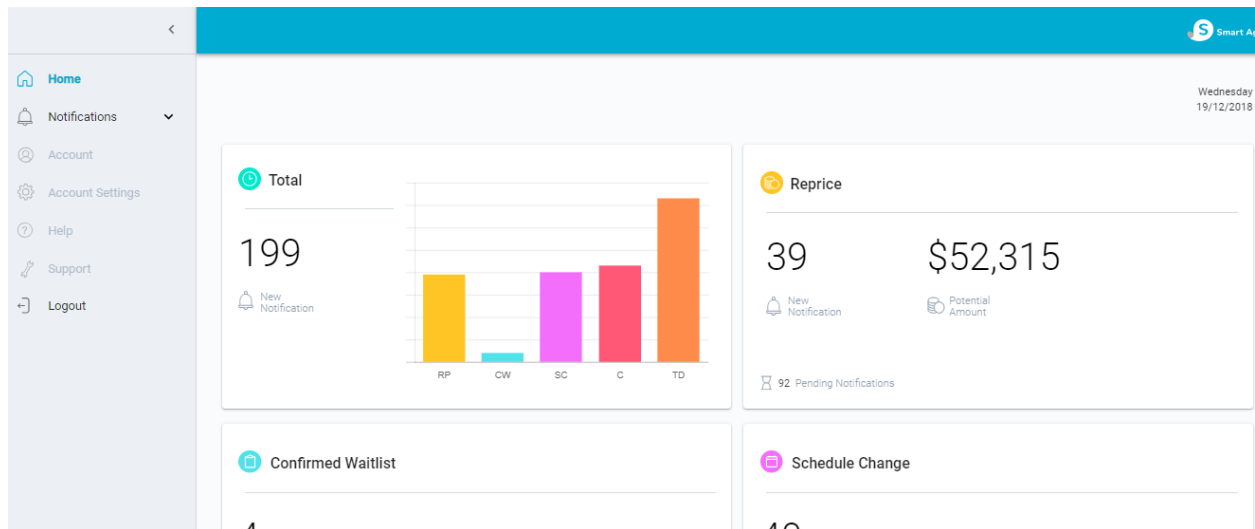 Smart
Home
Notifications
Account
Account Settings
Help
Support
Logout
Wednesday
19/12/2018
Total
199
New
Notification
RP CW SC C TD
Reprice
39
$52,315
New
Notification
Potential
Amount
92 Pending Notifications
Confirmed Waitlist
Schedule Change